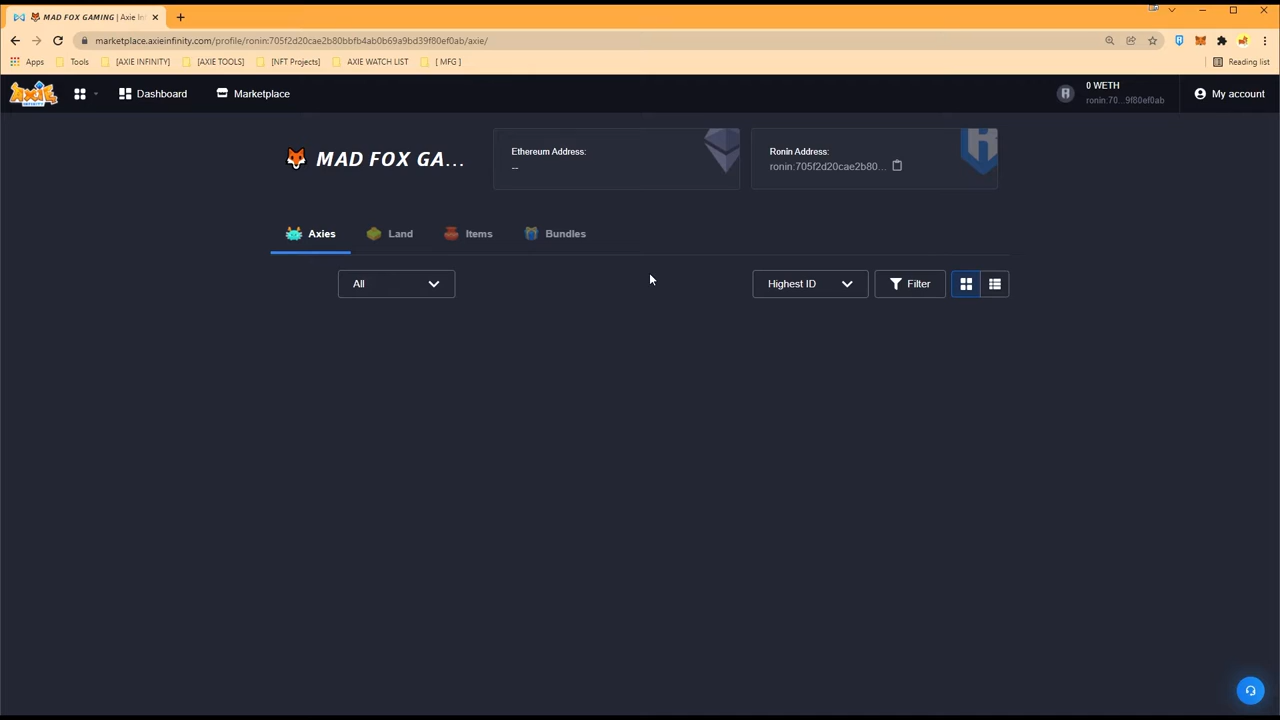 MAD FOX GAMING | Axie In
marketplace.axieinfinity.com/profile/ronin:705f2d20cae2b80bbfb4ab0b69a9bd39f80ef0ab/axie/
Apps Tools [AXIE INFINITY] [AXIE TOOLS] [NFT Projects] AXIE WATCH LIST [ MFG ] Reading list
AXIE INFINITY Dashboard Marketplace
0 WETH
ronin:70...9f80ef0ab
My account
MAD FOX GA...
Ethereum Address:
--
Ronin Address:
ronin:705f2d20cae2b80...
Axies Land Items Bundles
All Highest ID Filter